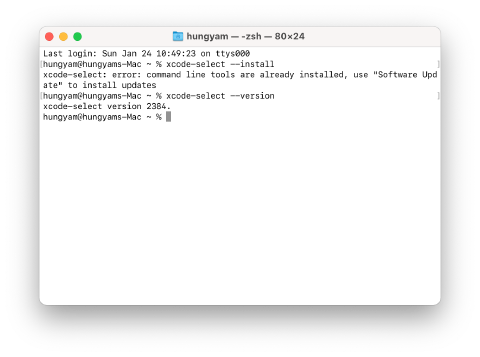 hungyam — -zsh — 80×24
Last login: Sun Jan 24 10:49:23 on ttys000
[hungyam@hungyams-Mac ~ % xcode-select --install ]
xcode-select: error: command line tools are already installed, use "Software Upd
ate" to install updates
[hungyam@hungyams-Mac ~ % xcode-select --version ]
xcode-select version 2384.
hungyam@hungyams-Mac ~ %